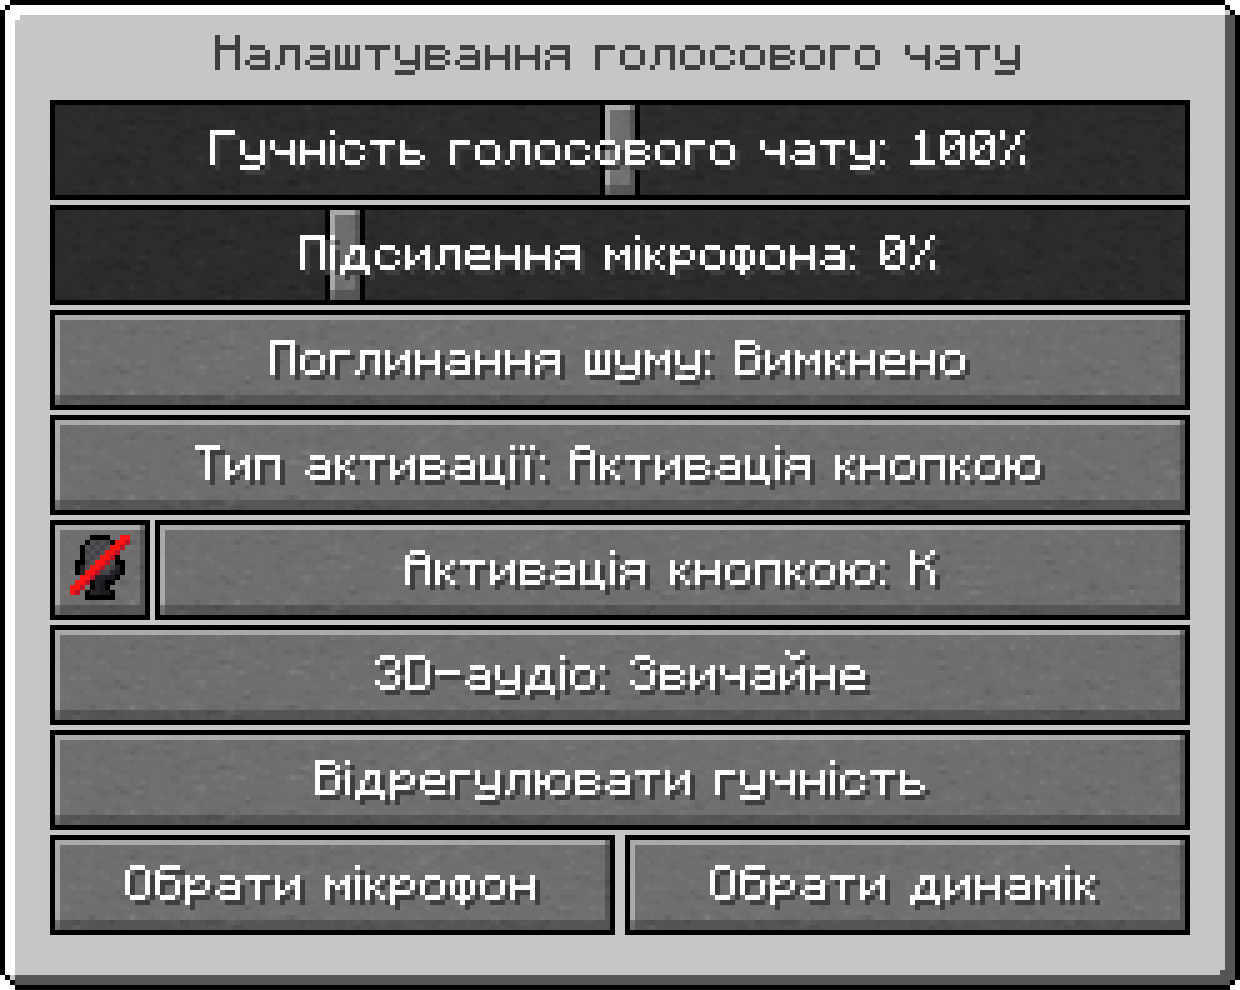 Налаштування голосового чату
Гучність голосового чату: 100%
Підсилення мікрофона: 0%
Поглинання шуму: Вимкнено
Тип активації: Активація кнопкою
Активація кнопкою: K
3D-аудіо: Звичайне
Відрегулювати гучність
Обрати мікрофон
Обрати динамік